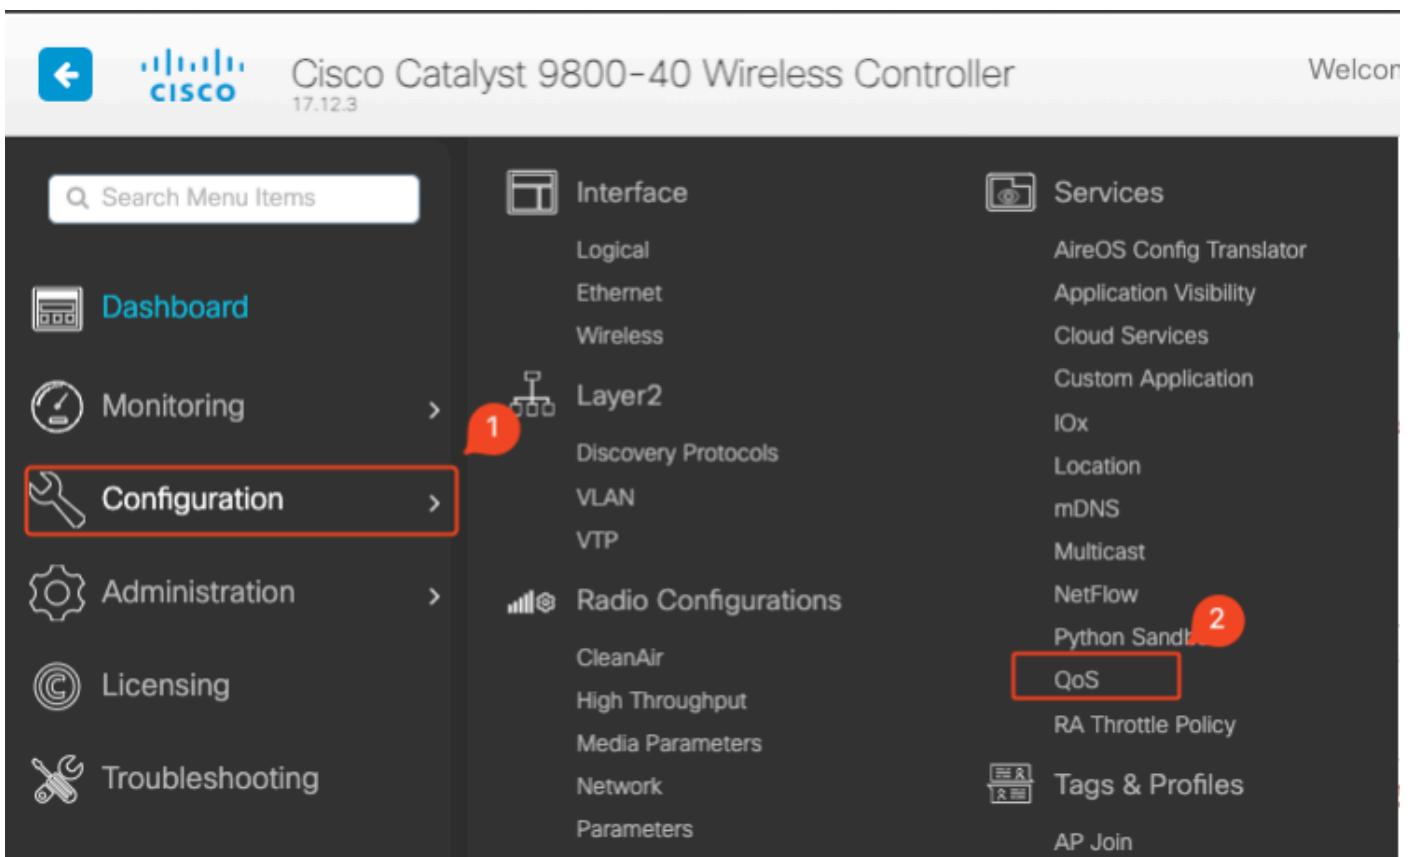 CISCO
Cisco Catalyst 9800-40 Wireless Controller
17.12.3
Search Menu Items
Dashboard
Monitoring
Configuration
Administration
Licensing
Troubleshooting
1
Interface
Logical
Ethernet
Wireless
Layer2
Discovery Protocols
VLAN
VTP
Radio Configurations
CleanAir
High Throughput
Media Parameters
Network
Parameters
Services
AireOS Config Translator
Application Visibility
Cloud Services
Custom Application
IOx
Location
mDNS
Multicast
NetFlow
Python
2
QoS
RA Throttle Policy
Tags & Profiles
AP Join